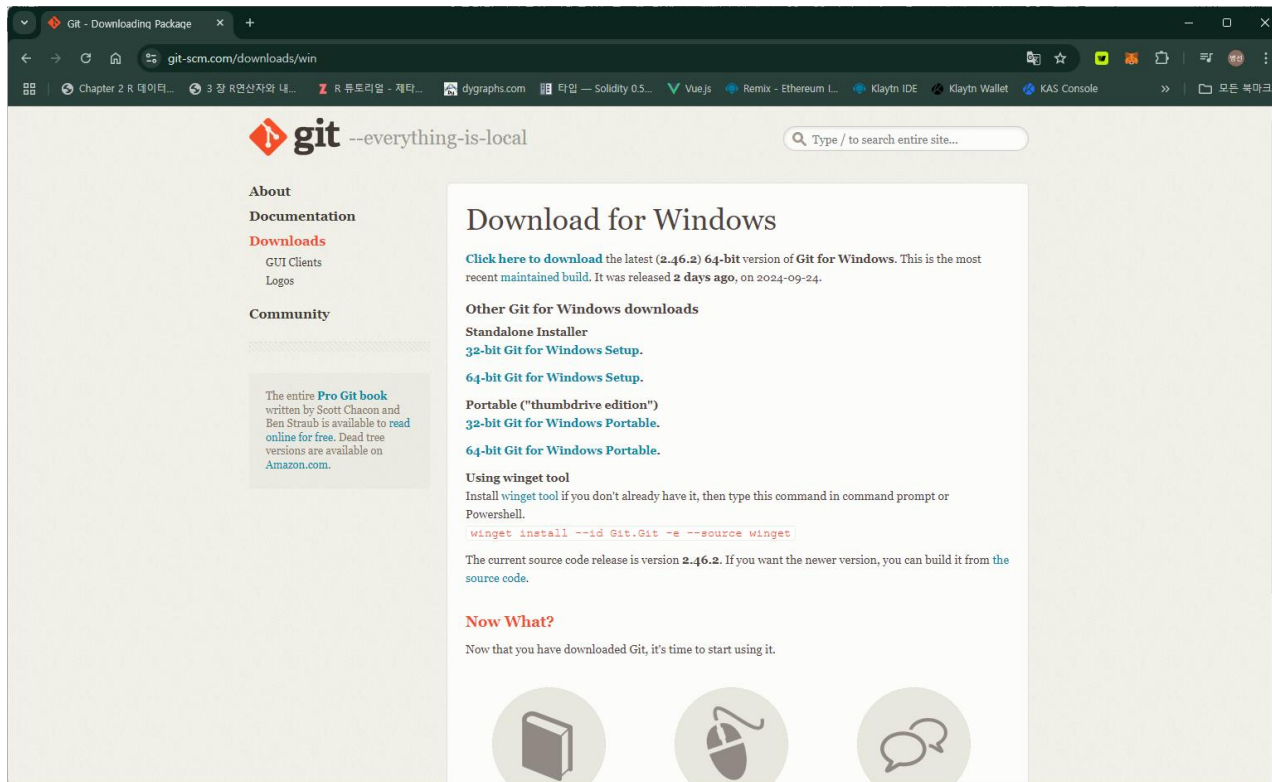 Git - Downloading Package
git-scm.com/downloads/win
Chapter 2 R 데이터...
3 장 R연산자와 내...
R 튜토리얼 - 제타...
dygraphs.com
타입 — Solidity 0.5...
Vue.js
Remix - Ethereum I...
Klaytn IDE
Klaytn Wallet
KAS Console
»
모든 북마크
git --everything-is-local
Type / to search entire site...
About
Documentation
Downloads
GUI Clients
Logos
Community
The entire Pro Git book
written by Scott Chacon and
Ben Straub is available to read
online for free. Dead tree
versions are available on
Amazon.com.
Download for Windows
Click here to download the latest (2.46.2) 64-bit version of Git for Windows. This is the most
recent maintained build. It was released 2 days ago, on 2024-09-24.
Other Git for Windows downloads
Standalone Installer
32-bit Git for Windows Setup.
64-bit Git for Windows Setup.
Portable ("thumbdrive edition")
32-bit Git for Windows Portable.
64-bit Git for Windows Portable.
Using winget tool
Install winget tool if you don't already have it, then type this command in command prompt or
Powershell.
winget install --id Git.Git -e --source winget
The current source code release is version 2.46.2. If you want the newer version, you can build it from the
source code.
Now What?
Now that you have downloaded Git, it's time to start using it.